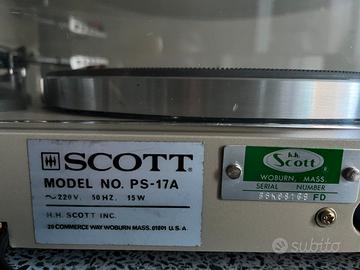 SCOTT
MODEL NO. PS-17A
~220V. 50HZ. 15W
H.H. SCOTT INC.
20 COMMERCE WAY WOBURN MASS. 01801 U.S.A
h.h.
Scott
WOBURN, MASS.
SERIAL NUMBER
FD
subito